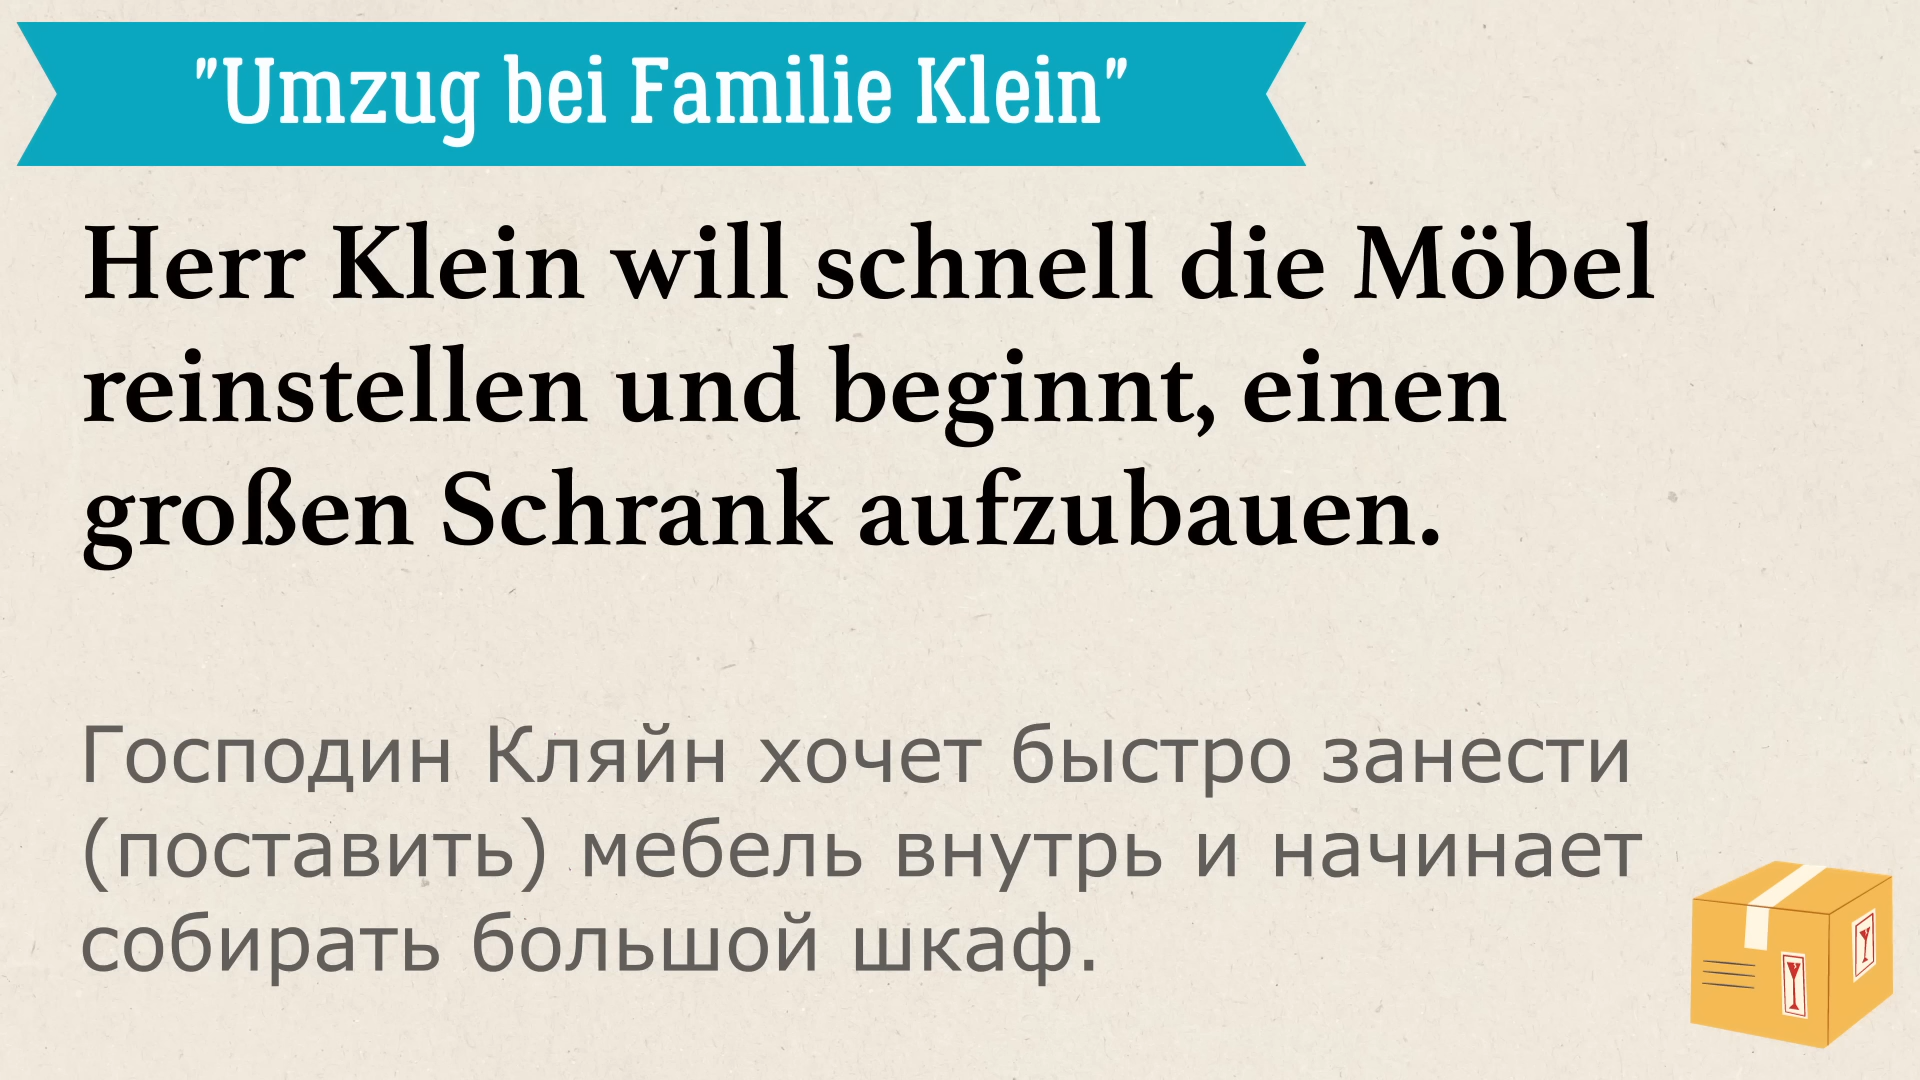 "Umzug bei Familie Klein"
Herr Klein will schnell die Möbel
reinstellen und beginnt, einen
großen Schrank aufzubauen.
Господин Кляйн хочет быстро занести
(поставить) мебель внутрь и начинает
собирать большой шкаф.